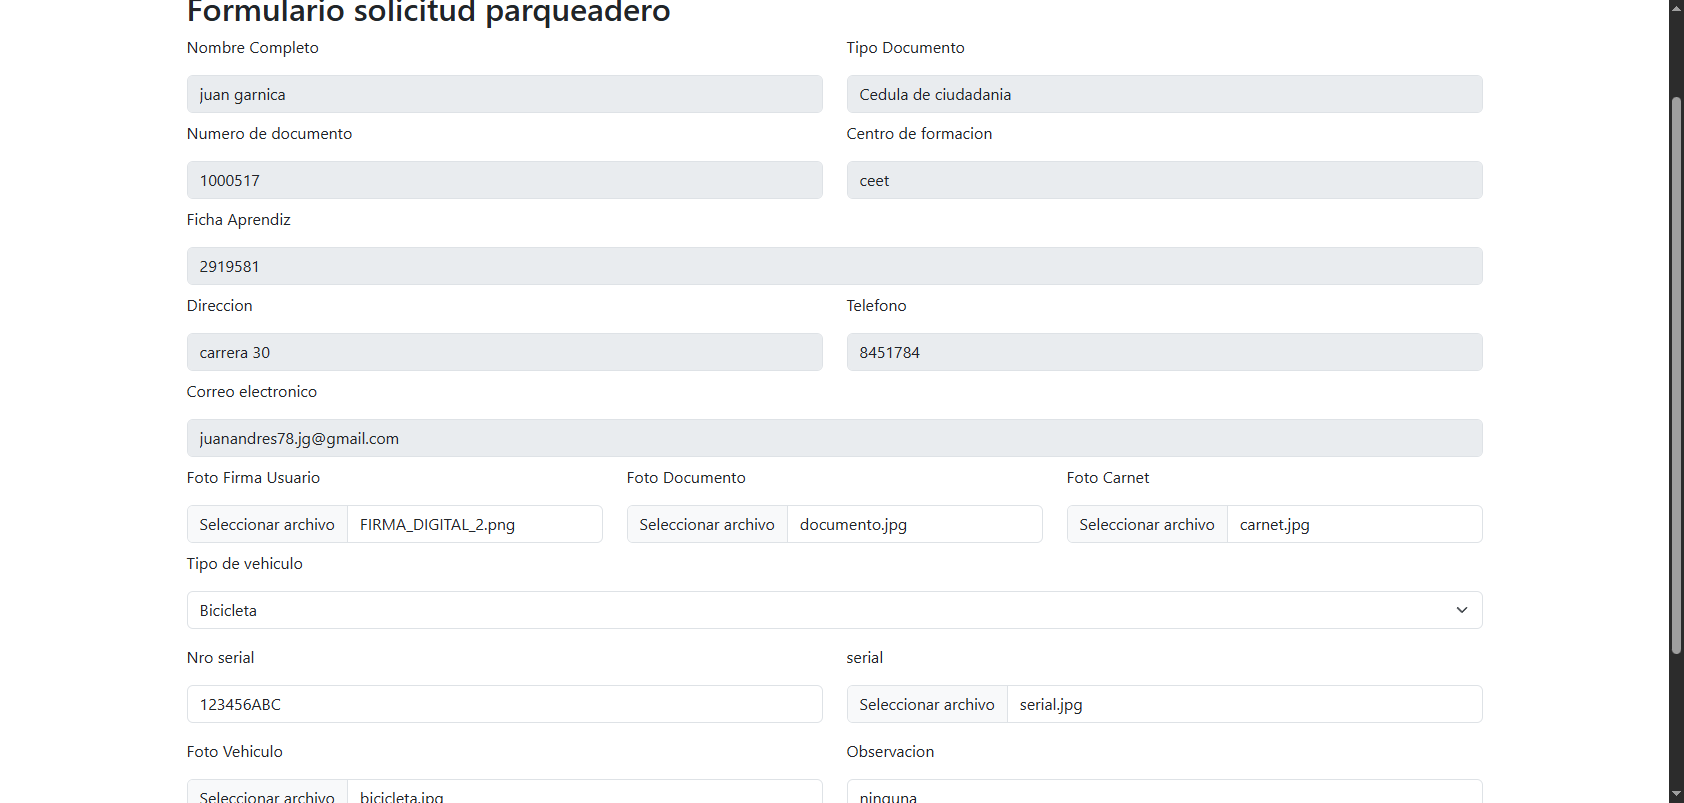 Formulario solicitud parqueadero
Nombre Completo
Tipo Documento
juan garnica
Cedula de ciudadania
Numero de documento
Centro de formacion
1000517
ceet
Ficha Aprendiz
2919581
Direccion
Telefono
carrera 30
8451784
Correo electronico
juanandres78.jg@gmail.com
Foto Firma Usuario
Foto Documento
Foto Carnet
Seleccionar archivo FIRMA_DIGITAL_2.png
Seleccionar archivo documento.jpg
Seleccionar archivo carnet.jpg
Tipo de vehiculo
Bicicleta
Nro serial
serial
123456ABC
Seleccionar archivo serial.jpg
Foto Vehiculo
Observacion
Seleccionar archivo bicicleta.jpg
ninguna